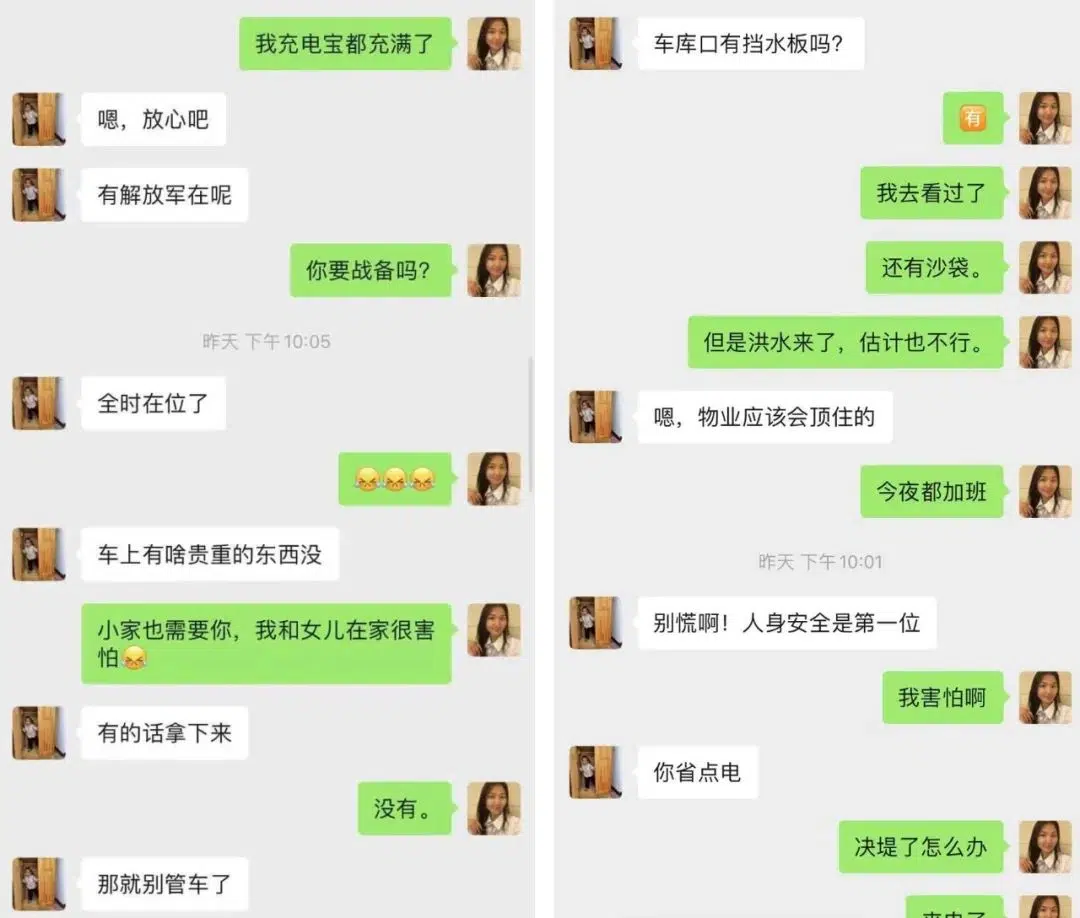 我充电宝都充满了
嗯，放心吧
有解放军在呢
你要战备吗？
昨天 下午10:05
全时在位了
车上有啥贵重的东西没
小家也需要你，我和女儿在家很害
怕
有的话拿下来
没有。
那就别管车了
车库口有挡水板吗？
有
我去看过了
还有沙袋。
但是洪水来了，估计也不行。
嗯，物业应该会顶住的
今夜都加班
昨天 下午10:01
别慌啊！人身安全是第一位
我害怕啊
你省点电
决堤了怎么办
来电了